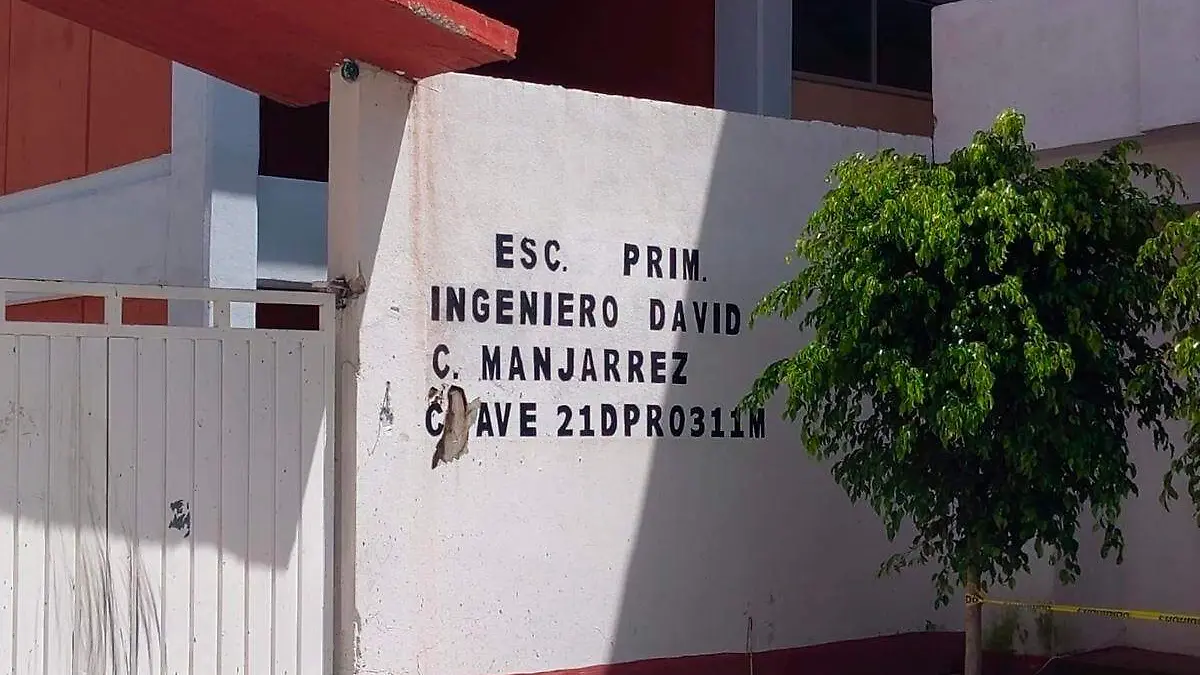 ESC. PRIM.
INGENIERO DAVID
C. MANJARREZ
C AVE 21DPR0311M